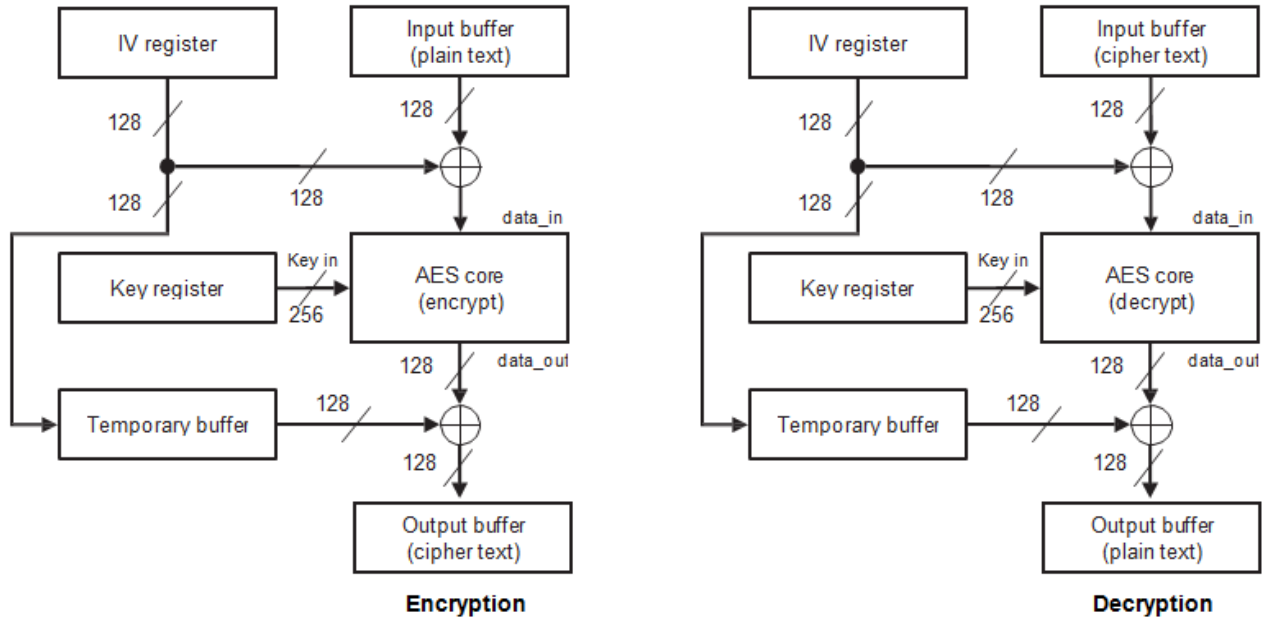 IV register
Input buffer
(plain text)
128
128
128
128
data_in
Key register
Key in
256
AES core
(encrypt)
128
data_out
Temporary buffer
128
128
Output buffer
(cipher text)
Encryption
IV register
Input buffer
(cipher text)
128
128
128
128
data_in
Key register
Key in
256
AES core
(decrypt)
128
data_out
Temporary buffer
128
128
Output buffer
(plain text)
Decryption